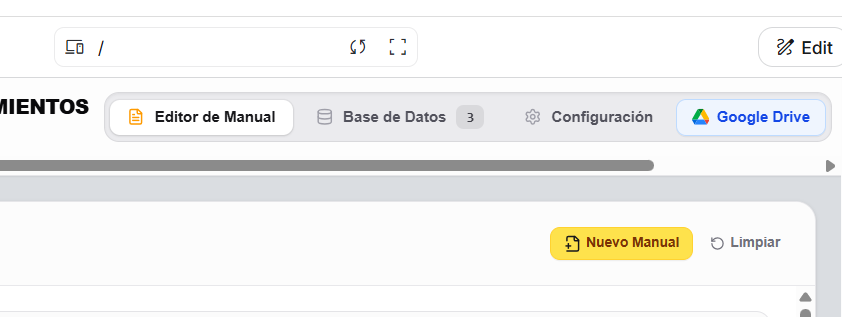 /
Edit
MIENTOS
Editor de Manual
Base de Datos 3
Configuración
Google Drive
Nuevo Manual
Limpiar